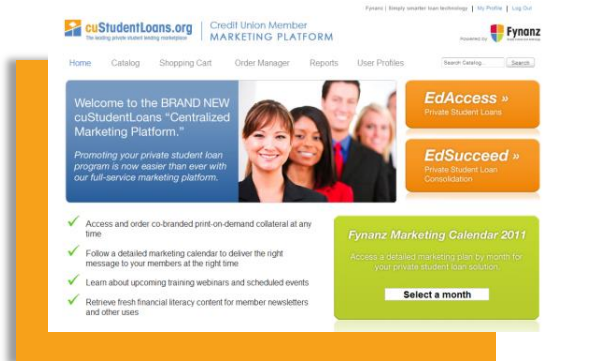 Fynanz | Simply smarter loan technology | My Profile | Log Out
cuStudentLoans.org
The leading private student lending marketplace
Credit Union Member
MARKETING PLATFORM
Powered by
Fynanz
Home Catalog Shopping Cart Order Manager Reports User Profiles
Search Catalog... Search
Welcome to the BRAND NEW
cuStudentLoans “Centralized
Marketing Platform.”
Promoting your private student loan
program is now easier than ever with
our full-service marketing platform.
EdAccess »
Private Student Loans
EdSucceed »
Private Student Loan
Consolidation
Access and order co-branded print-on-demand collateral at any
time
Follow a detailed marketing calendar to deliver the right
message to your members at the right time
Learn about upcoming training webinars and scheduled events
Retrieve fresh financial literacy content for member newsletters
and other uses
Fynanz Marketing Calendar 2011
Access a detailed marketing plan by month for
your private student loan solution.
Select a month